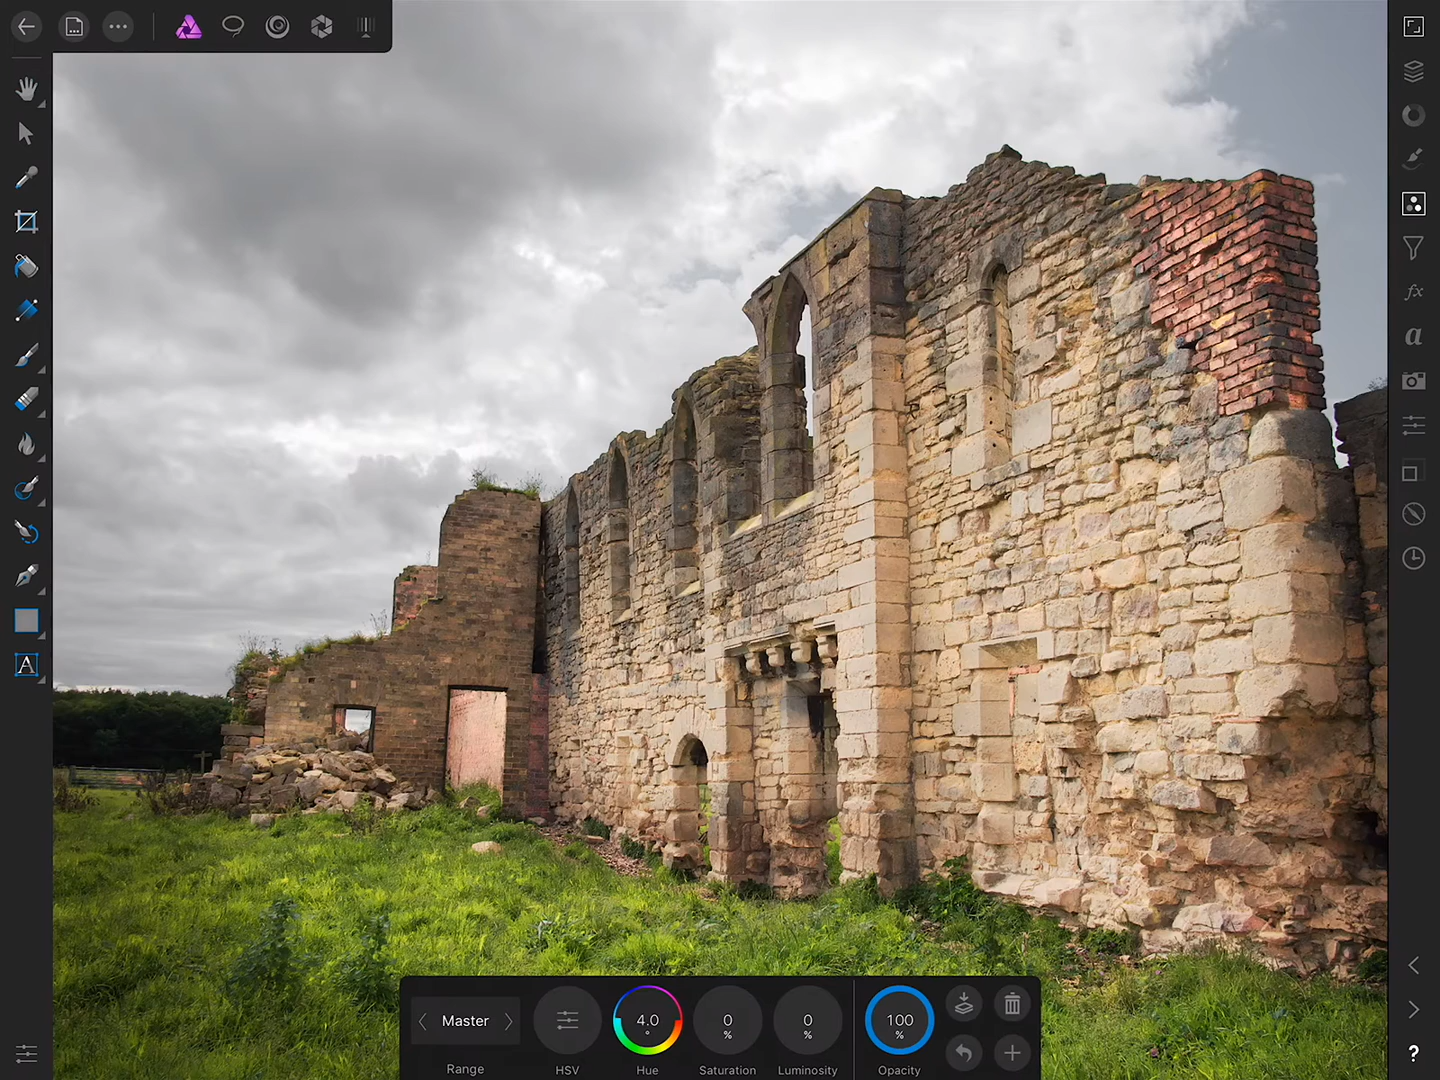 fx
a
A
Master
4.0
°
0
%
0
%
100
%
Range
HSV
Hue
Saturation
Luminosity
Opacity
?